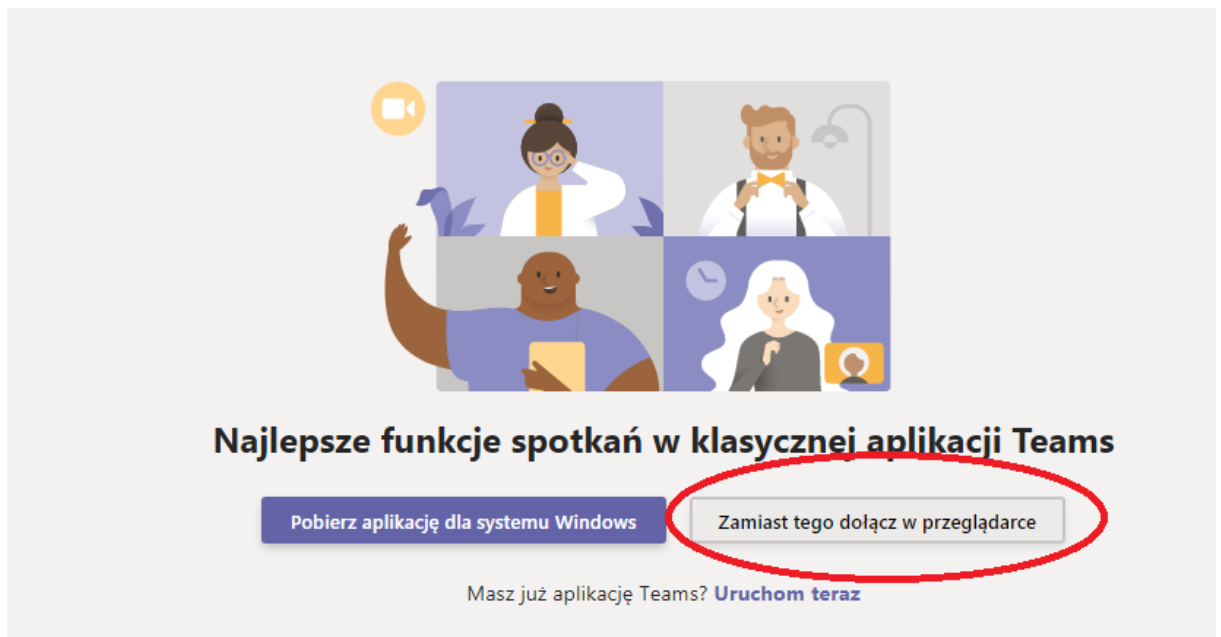 Najlepsze funkcje spotkań w klasycznej aplikacji Teams
Pobierz aplikację dla systemu Windows
Zamiast tego dołącz w przeglądarce
Masz już aplikację Teams? Uruchom teraz